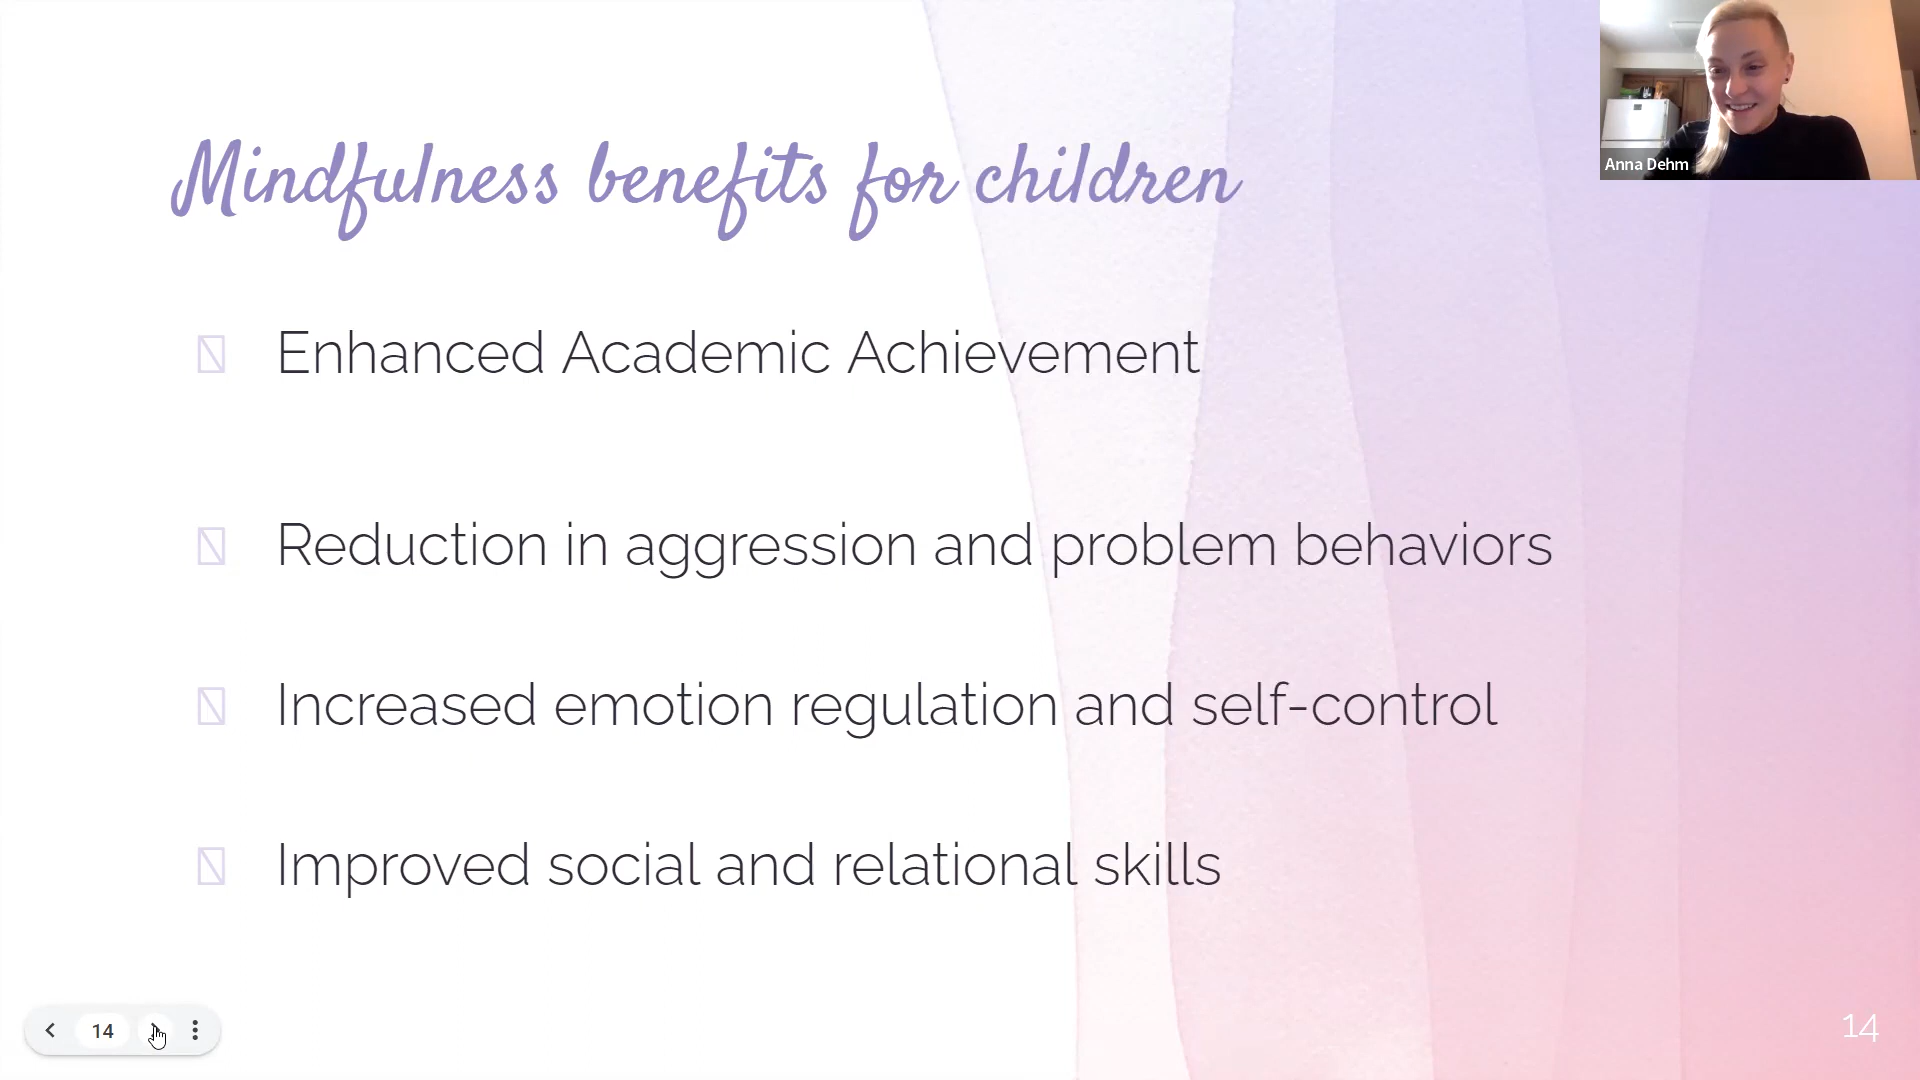 Mindfulness benefits for children
Anna Dehm
Enhanced Academic Achievement
Reduction in aggression and problem behaviors
Increased emotion regulation and self-control
Improved social and relational skills
14
14